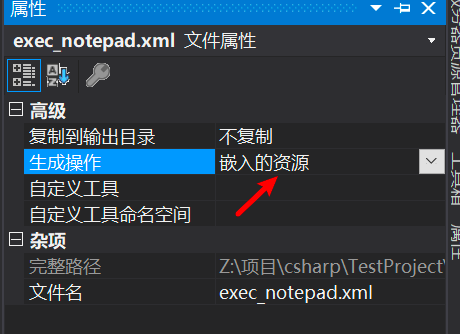 属性
exec_notepad.xml 文件属性
高级
复制到输出目录 不复制
生成操作 嵌入的资源
自定义工具
自定义工具命名空间
杂项
完整路径 Z:\项目\csharp\TestProject\
文件名 exec_notepad.xml
务器资源管理器
工具箱
属性